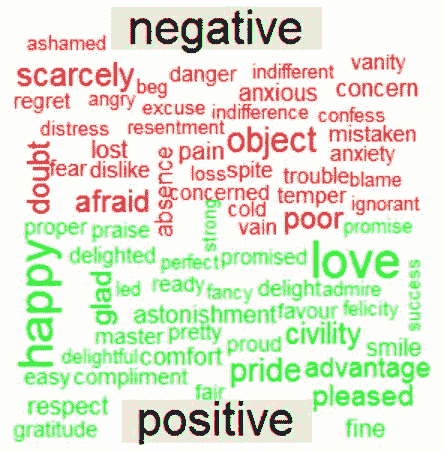 negative
ashamed
scarcely beg danger indifferent vanity
regret angry excuse anxious concern
indifference confess
distress resentment object mistaken
doubt lost absence pain anxiety
fear dislike loss spite trouble blame
afraid concerned temper ignorant
cold vain poor
proper praise strong promise
happy delighted perfect promised love
glad led ready fancy delight admire success
astonishment favour felicity
master pretty proud civility smile
delightful comfort pride advantage
easy compliment fair pleased
respect
gratitude fine
positive